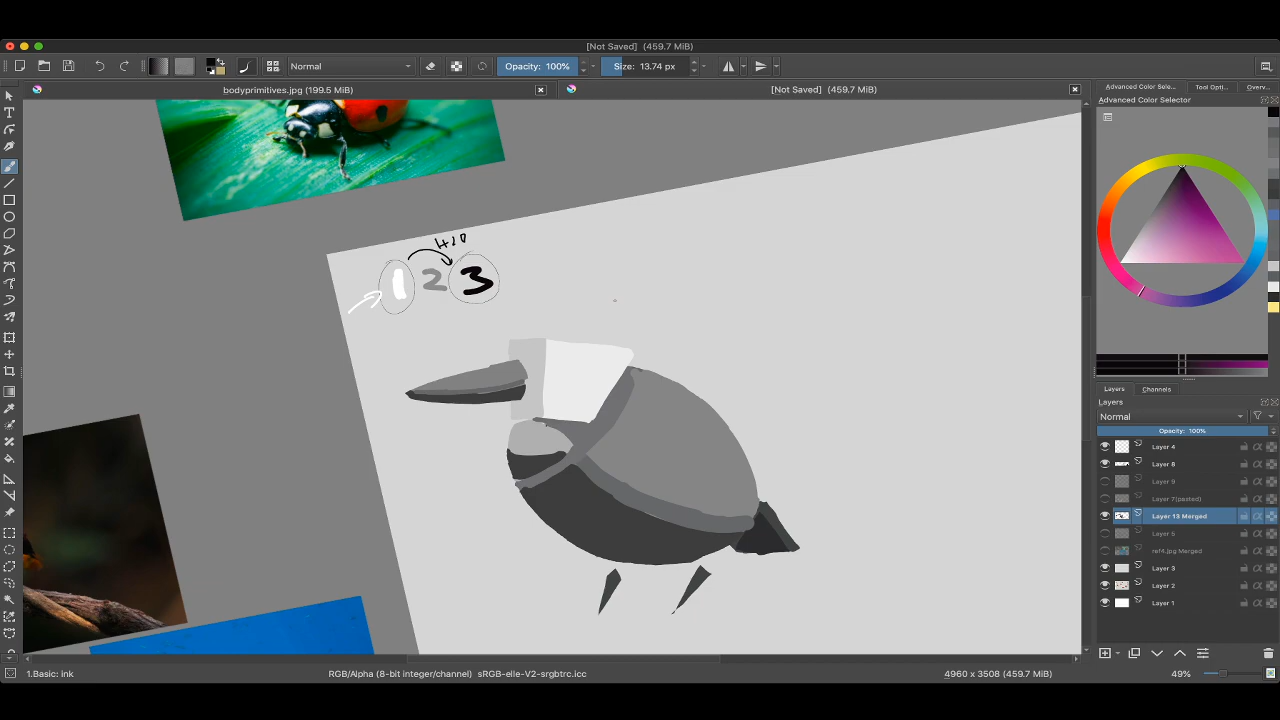 [Not Saved] (459.7 MiB)
Normal
Opacity: 100%
Size: 13.74 px
bodyprimitives.jpg (199.5 MiB)
[Not Saved] (459.7 MiB)
Advanced Color Sele...
Tool Opti...
Overv...
Advanced Color Selector
1 2 3
Layers
Channels
Layers
Normal
Opacity: 100%
Layer 4
Layer 8
Layer 9
Layer 7(pasted)
Layer 13 Merged
Layer 5
ref4.jpg Merged
Layer 3
Layer 2
Layer 1
1.Basic: ink
RGB/Alpha (8-bit integer/channel) sRGB-elle-V2-srgbtrc.icc
4960 x 3508 (459.7 MiB)
49%